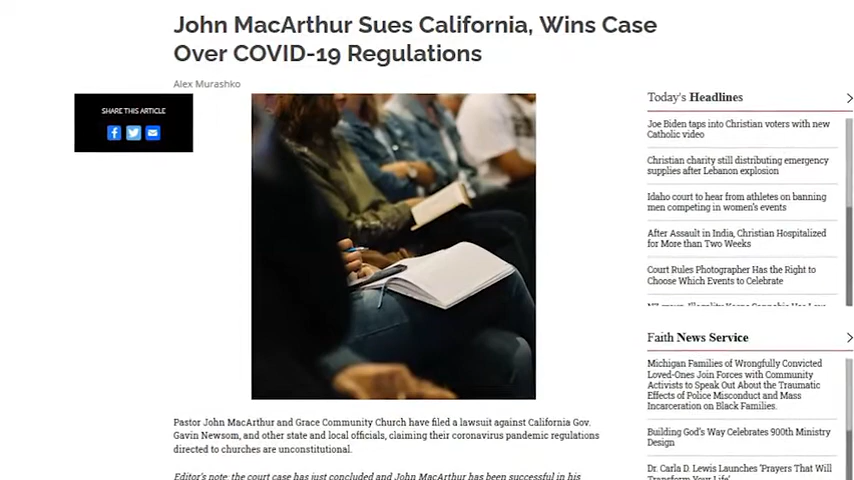 John MacArthur Sues California, Wins Case
Over COVID-19 Regulations
Alex Murashko
SHARE THIS ARTICLE
Pastor John MacArthur and Grace Community Church have filed a lawsuit against California Gov.
Gavin Newsom, and other state and local officials, claiming their coronavirus pandemic regulations
directed to churches are unconstitutional.
Editor's note: the court case has just concluded and John MacArthur has been successful in his
Today's Headlines
Joe Biden taps into Christian voters with new
Catholic video
Christian charity still distributing emergency
supplies after Lebanon explosion
Idaho court to hear from athletes on banning
men competing in women's events
After Assault in India, Christian Hospitalized
for More than Two Weeks
Court Rules Photographer Has the Right to
Choose Which Events to Celebrate
Faith News Service
Michigan Families of Wrongfully Convicted
Loved-Ones Join Forces with Community
Activists to Speak Out About the Traumatic
Effects of Police Misconduct and Mass
Incarceration on Black Families.
Building God's Way Celebrates 900th Ministry
Design
Dr. Carla D. Lewis Launches 'Prayers That Will
Transform Your Life'